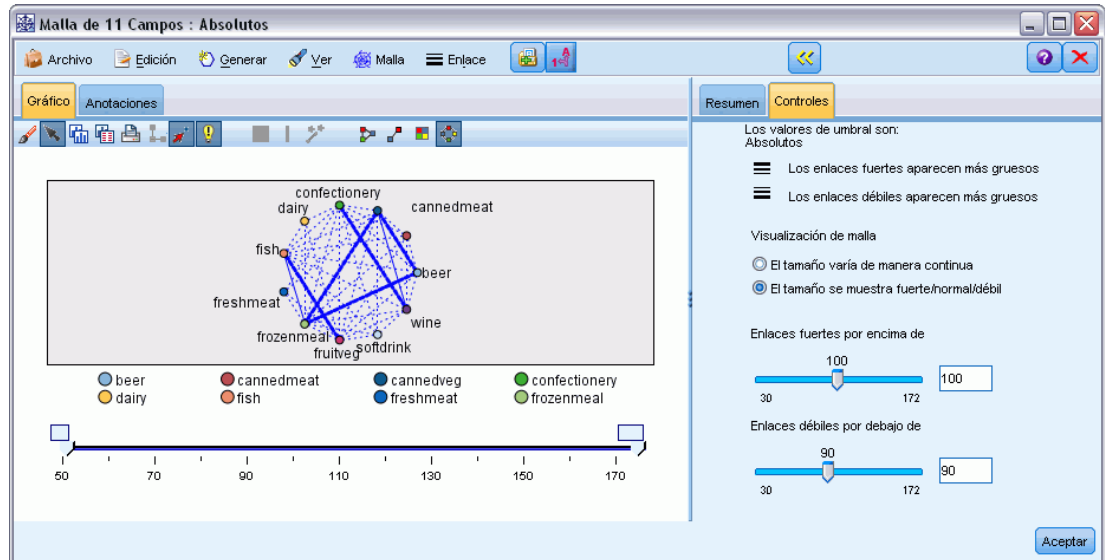 Malla de 11 Campos : Absolutos
Archivo Edición Generar Ver Malla Enlace
Gráfico Anotaciones
confectionery
dairy cannedmeat
fish
beer
freshmeat
wine
frozenmeal
softdrink
fruitveg
beer cannedmeat cannedveg confectionery
dairy fish freshmeat frozenmeal
50 70 90 110 130 150 170
Resumen Controles
Los valores de umbral son:
Absolutos
Los enlaces fuertes aparecen más gruesos
Los enlaces débiles aparecen más gruesos
Visualización de malla
El tamaño varía de manera continua
El tamaño se muestra fuerte/normal/débil
Enlaces fuertes por encima de
100
100
30 172
Enlaces débiles por debajo de
90
90
30 172
Aceptar